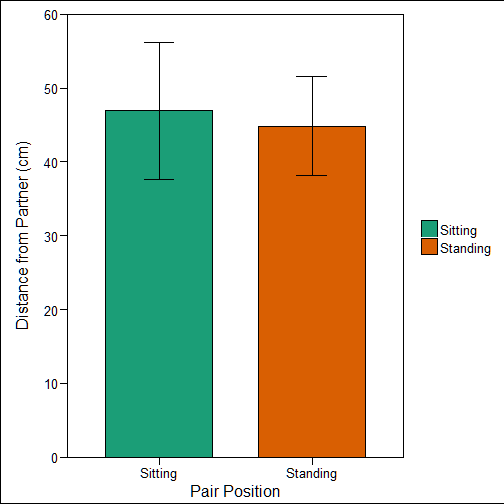 60
50
40
30
20
10
0
Distance from Partner (cm)
Sitting
Standing
Pair Position
Sitting
Standing